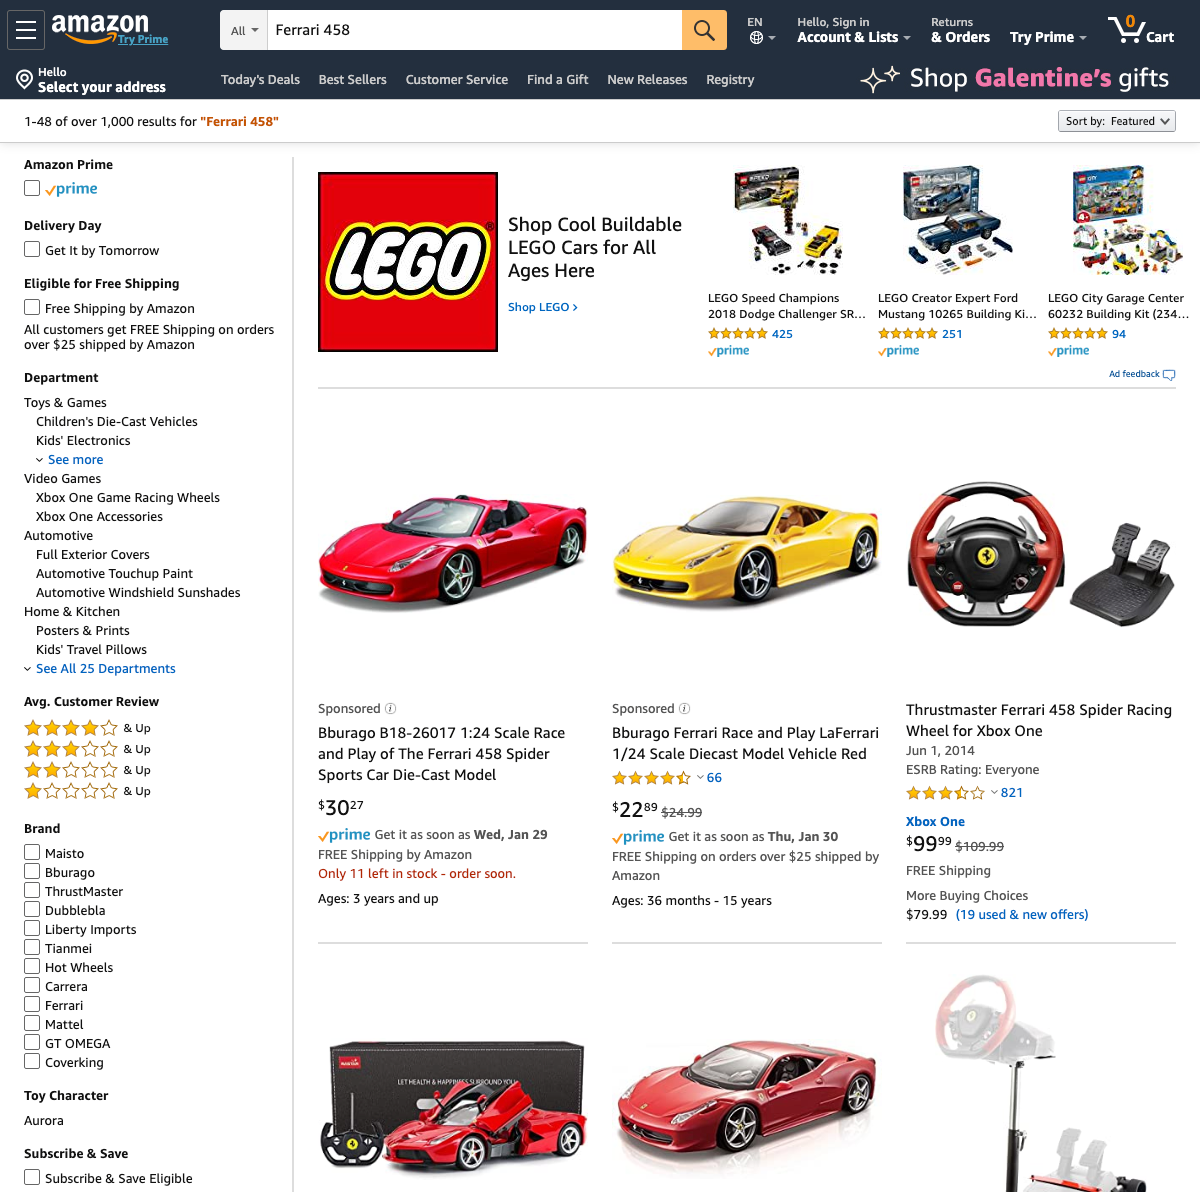 amazon
Try Prime
All
Ferrari 458
EN
Hello, Sign in
Account & Lists
Returns
& Orders
Try Prime
0
Cart
Hello
Select your address
Today's Deals
Best Sellers
Customer Service
Find a Gift
New Releases
Registry
Shop Galentine's gifts
1-48 of over 1,000 results for "Ferrari 458"
Sort by: Featured
Amazon Prime
prime
Delivery Day
Get It by Tomorrow
Eligible for Free Shipping
Free Shipping by Amazon
All customers get FREE Shipping on orders
over $25 shipped by Amazon
Department
Toys & Games
Children's Die-Cast Vehicles
Kids' Electronics
See more
Video Games
Xbox One Game Racing Wheels
Xbox One Accessories
Automotive
Full Exterior Covers
Automotive Touchup Paint
Automotive Windshield Sunshades
Home & Kitchen
Posters & Prints
Kids' Travel Pillows
See All 25 Departments
Avg. Customer Review
& Up
& Up
& Up
& Up
Brand
Maisto
Bburago
ThrustMaster
Dubblebla
Liberty Imports
Tianmei
Hot Wheels
Carrera
Ferrari
Mattel
GT OMEGA
Coverking
Toy Character
Aurora
Subscribe & Save
Subscribe & Save Eligible
LEGO
Shop Cool Buildable
LEGO Cars for All
Ages Here
Shop LEGO ›
LEGO Speed Champions
2018 Dodge Challenger SR...
425
prime
LEGO Creator Expert Ford
Mustang 10265 Building Ki...
251
prime
LEGO City Garage Center
60232 Building Kit (234...
94
prime
Ad feedback
Sponsored
Bburago B18-26017 1:24 Scale Race
and Play of The Ferrari 458 Spider
Sports Car Die-Cast Model
$3027
prime Get it as soon as Wed, Jan 29
FREE Shipping by Amazon
Only 11 left in stock - order soon.
Ages: 3 years and up
Sponsored
Bburago Ferrari Race and Play LaFerrari
1/24 Scale Diecast Model Vehicle Red
66
$2289 $24.99
prime Get it as soon as Thu, Jan 30
FREE Shipping on orders over $25 shipped by
Amazon
Ages: 36 months - 15 years
Thrustmaster Ferrari 458 Spider Racing
Wheel for Xbox One
Jun 1, 2014
ESRB Rating: Everyone
821
Xbox One
$9999 $109.99
FREE Shipping
More Buying Choices
$79.99 (19 used & new offers)
LET HEALTH & HAPPINESS SURROUND YOU